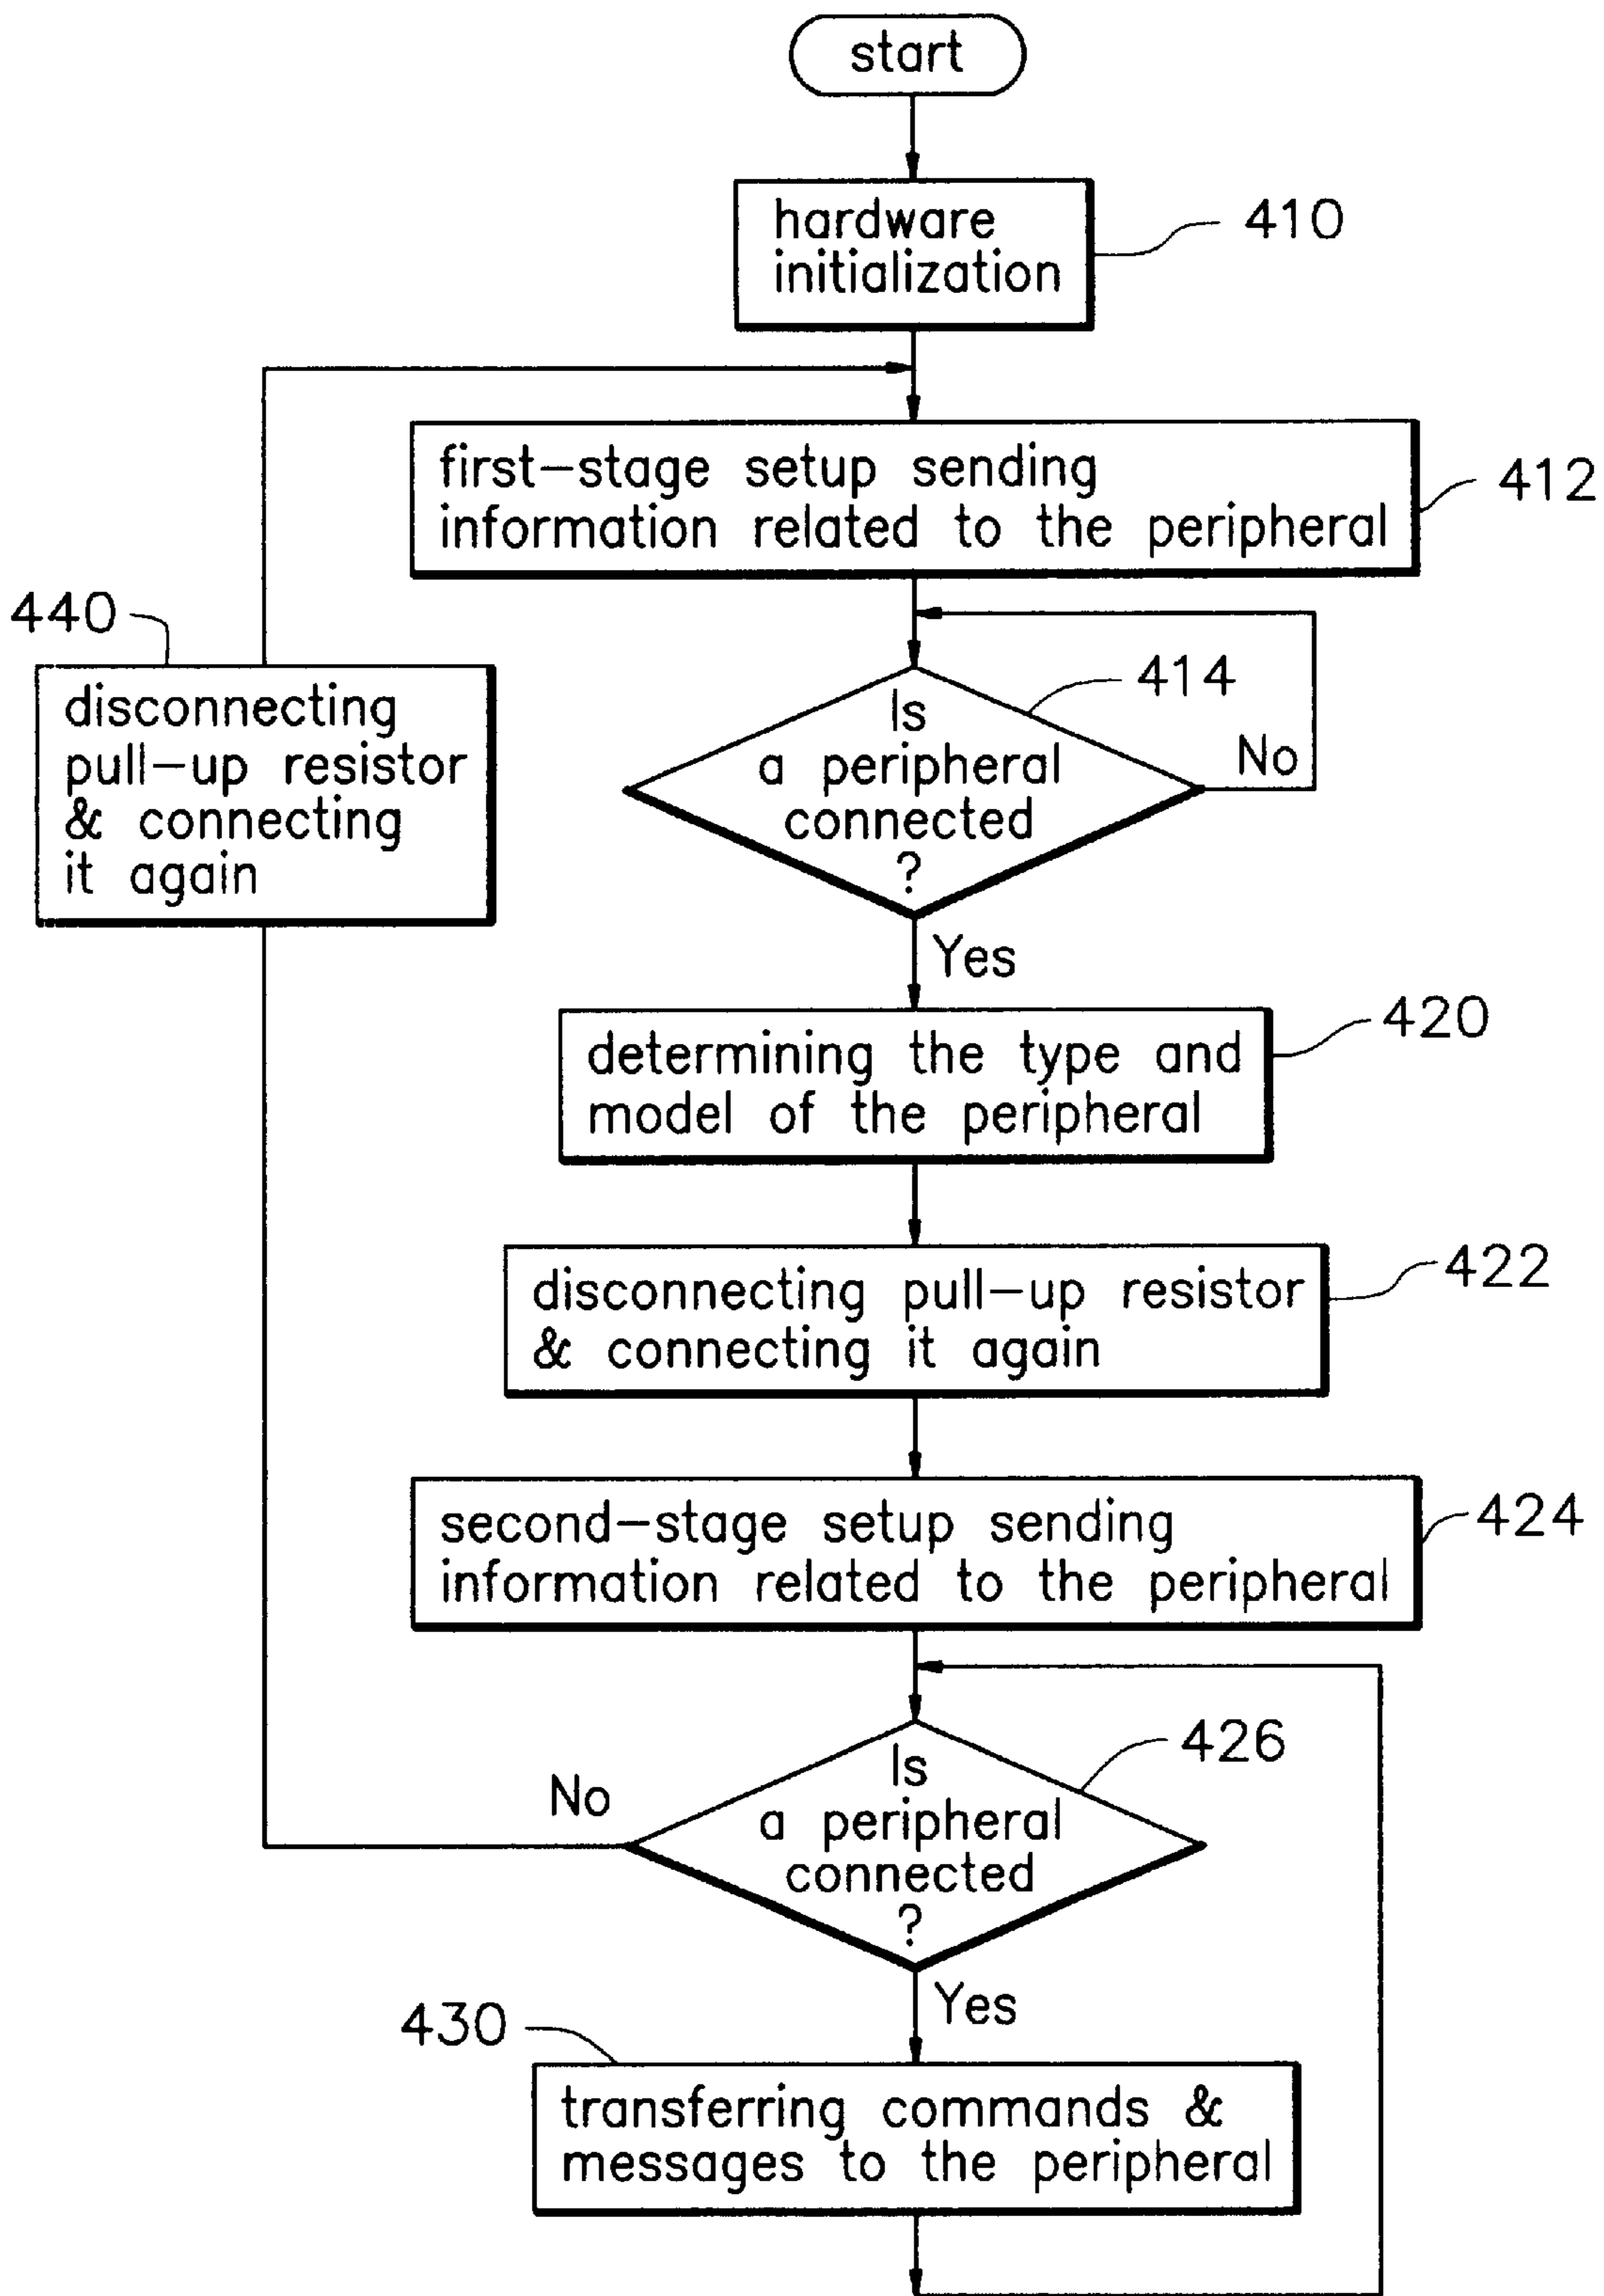 start
hardware
initialization
410
first-stage setup sending
information related to the peripheral
412
440
disconnecting
pull-up resistor
& connecting
it again
Is
a peripheral
connected
?
414
No
Yes
determining the type and
model of the peripheral
420
disconnecting pull-up resistor
& connecting it again
422
second-stage setup sending
information related to the peripheral
424
Is
a peripheral
connected
?
426
No
Yes
430
transferring commands &
messages to the peripheral